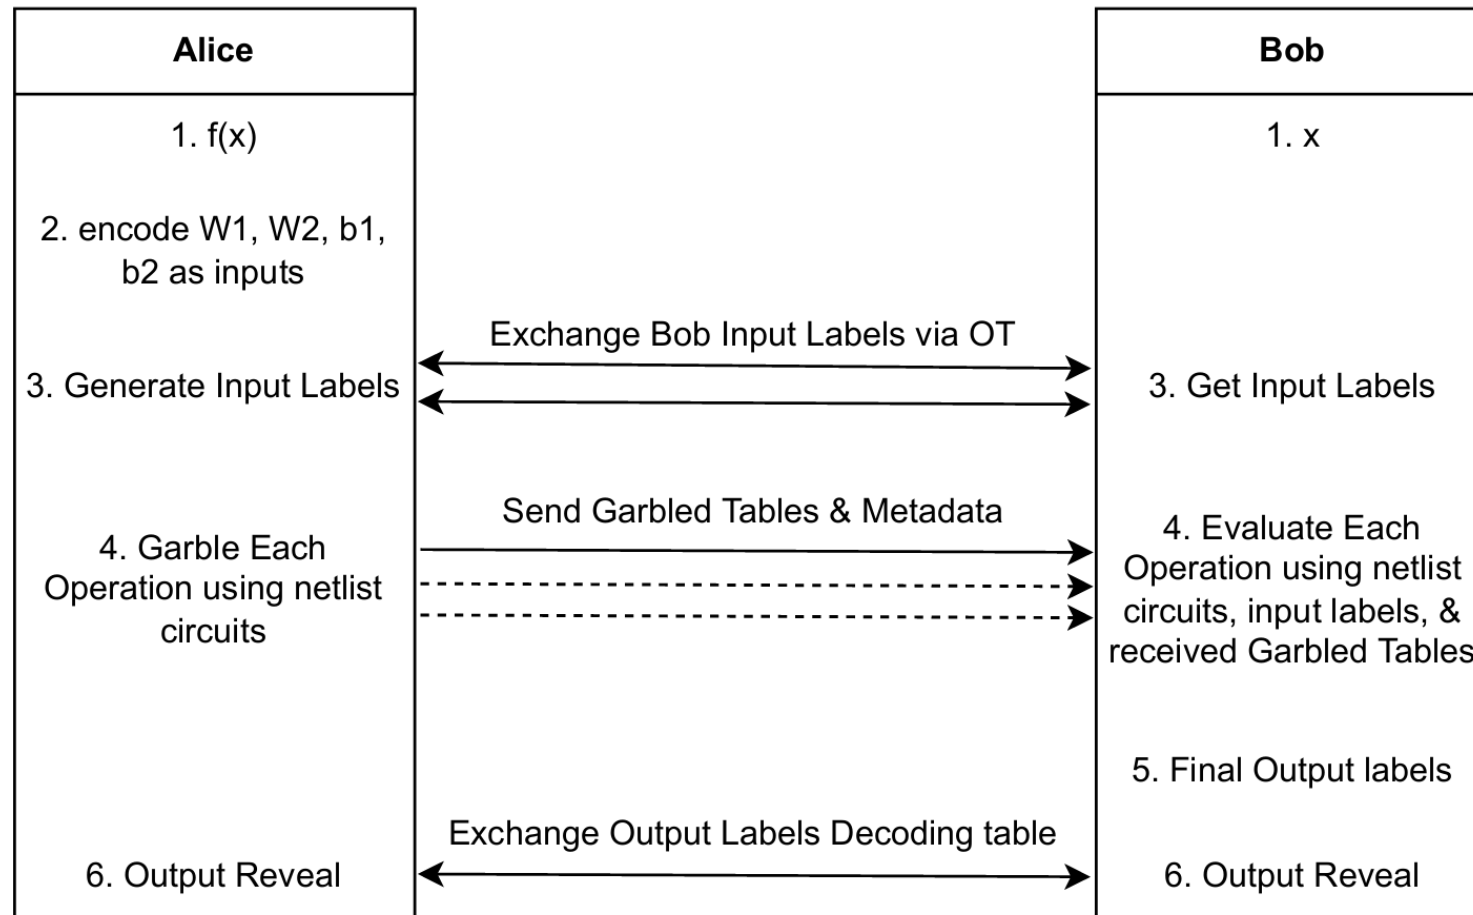 Alice
Bob
1. f(x)
1. x
2. encode W1, W2, b1,
b2 as inputs
Exchange Bob Input Labels via OT
3. Generate Input Labels
3. Get Input Labels
Send Garbled Tables & Metadata
4. Garble Each
Operation using netlist
circuits
4. Evaluate Each
Operation using netlist
circuits, input labels, &
received Garbled Tables
5. Final Output labels
Exchange Output Labels Decoding table
6. Output Reveal
6. Output Reveal